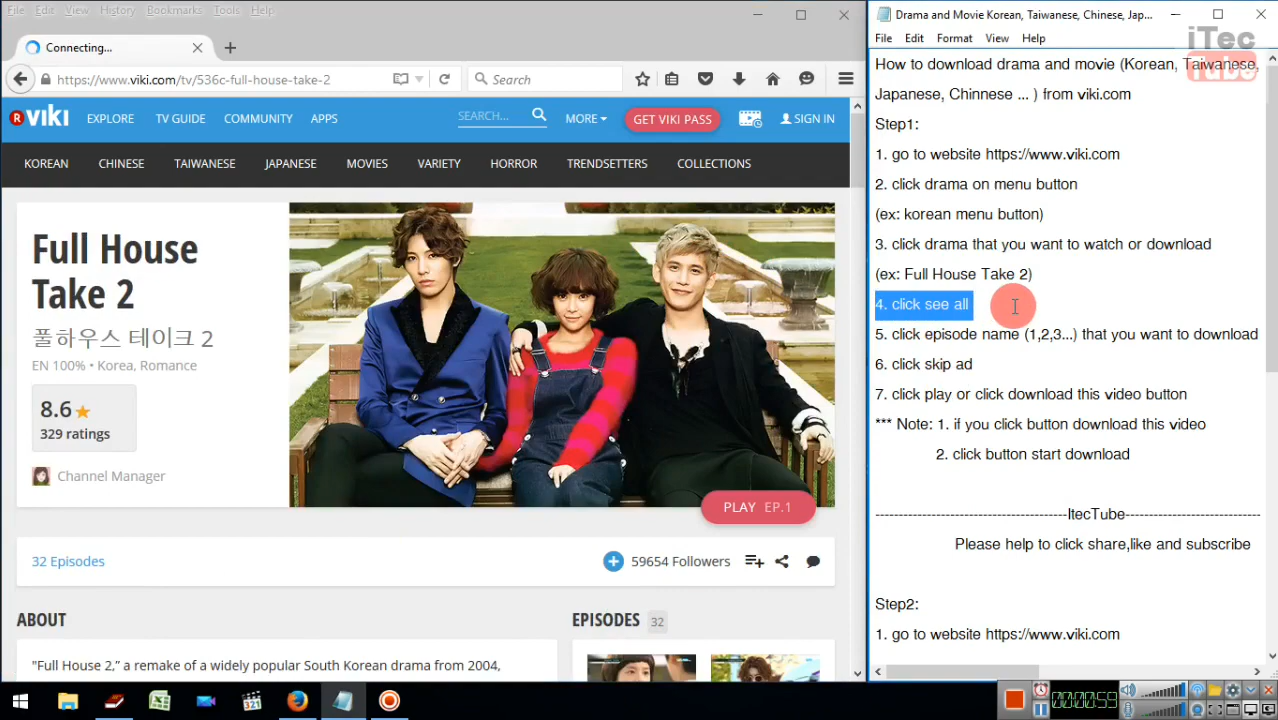 File Edit View History Bookmarks Tools Help
Connecting...
https://www.viki.com/tv/536c-full-house-take-2
Search
R VIKI
EXPLORE TV GUIDE COMMUNITY APPS
SEARCH...
MORE
GET VIKI PASS
SIGN IN
KOREAN CHINESE TAIWANESE JAPANESE MOVIES VARIETY HORROR TRENDSETTERS COLLECTIONS
Full House
Take 2
풀하우스 테이크 2
EN 100% • Korea, Romance
8.6
329 ratings
Channel Manager
PLAY EP.1
32 Episodes
59654 Followers
ABOUT
"Full House 2,” a remake of a widely popular South Korean drama from 2004,
EPISODES 32
Drama and Movie Korean, Taiwanese, Chinese, Jap...
File Edit Format View Help
iTec
Tube
How to download drama and movie (Korean, Taiwanese,
Japanese, Chinnese ... ) from viki.com
Step1:
1. go to website https://www.viki.com
2. click drama on menu button
(ex: korean menu button)
3. click drama that you want to watch or download
(ex: Full House Take 2)
4. click see all
5. click episode name (1,2,3...) that you want to download
6. click skip ad
7. click play or click download this video button
*** Note: 1. if you click button download this video
2. click button start download
-----------------------------------------ItecTube-----------------------------
Please help to click share,like and subscribe
Step2:
1. go to website https://www.viki.com
321
00:00:59